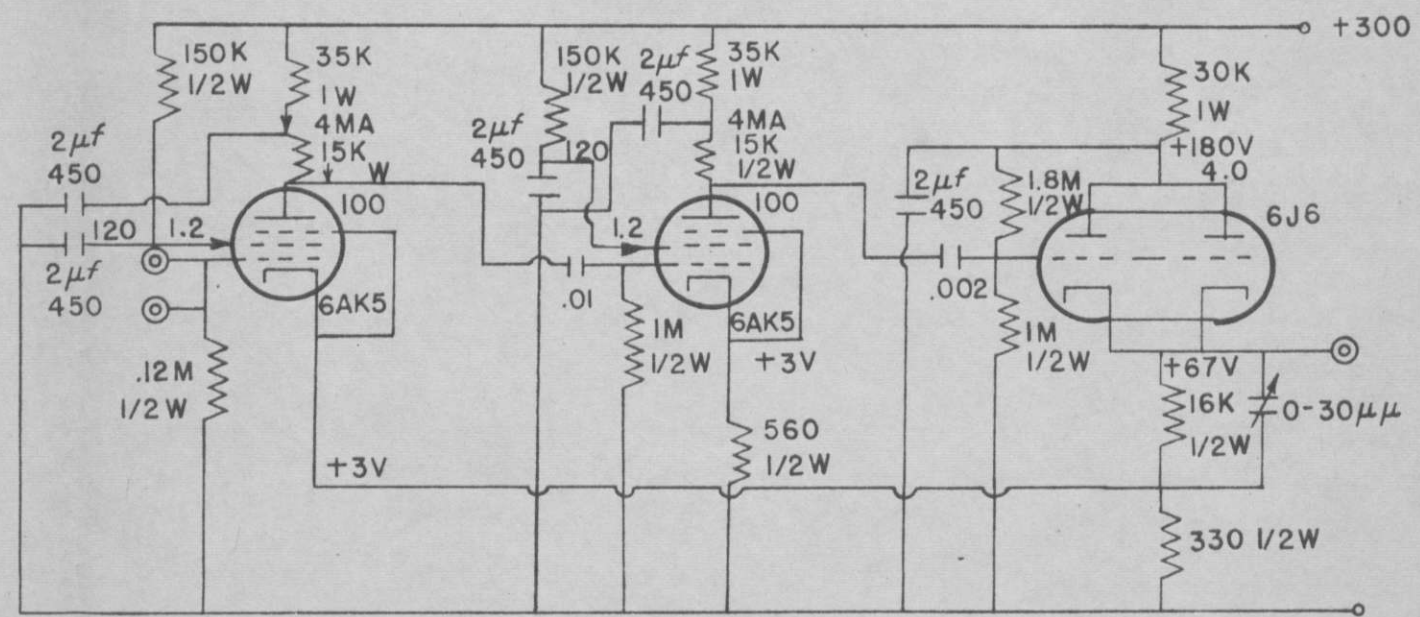 +300
150K
1/2W
35K
1W
4MA
15K
W
2µf
450
120
1.2
2µf
450
100
6AK5
.12M
1/2W
+3V
150K
1/2W
2µf
450
120
2µf
450
35K
1W
4MA
15K
1/2W
100
1.2
.01
6AK5
1M
1/2W
+3V
560
1/2W
30K
1W
+180V
4.0
2µf
450
1.8M
1/2W
6J6
.002
1M
1/2W
+67V
16K
1/2W
0-30µµ
330 1/2W